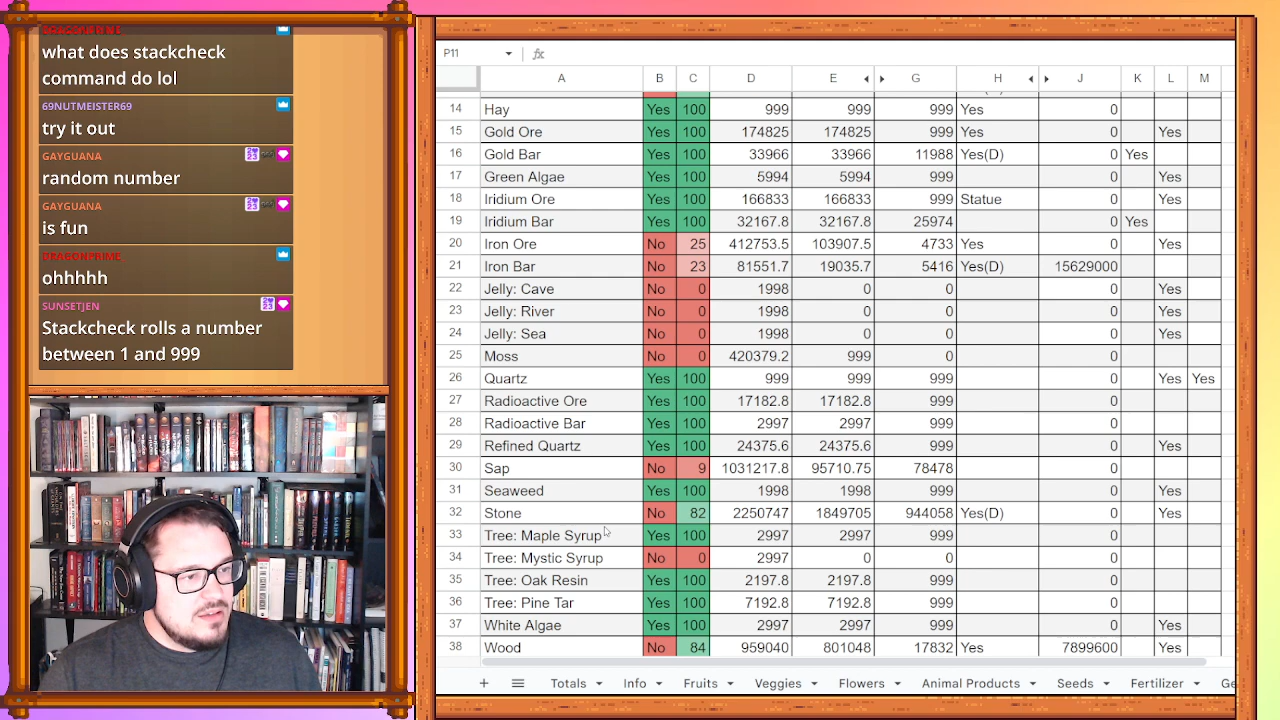 what does stackcheck
command do lol
69NUTMEISTER69
try it out
GAYGUANA
random number
GAYGUANA
is fun
DRAGONPRIME
ohhhhh
SUNSETJEN
Stackcheck rolls a number
between 1 and 999
P11 fx
A B C D E G H J K L M
14 Hay Yes 100 999 999 999 Yes 0
15 Gold Ore Yes 100 174825 174825 999 Yes 0 Yes
16 Gold Bar Yes 100 33966 33966 11988 Yes(D) 0 Yes
17 Green Algae Yes 100 5994 5994 999 0 Yes
18 Iridium Ore Yes 100 166833 166833 999 Statue 0 Yes
19 Iridium Bar Yes 100 32167.8 32167.8 25974 0 Yes
20 Iron Ore No 25 412753.5 103907.5 4733 Yes 0 Yes
21 Iron Bar No 23 81551.7 19035.7 5416 Yes(D) 15629000
22 Jelly: Cave No 0 1998 0 0 0 Yes
23 Jelly: River No 0 1998 0 0 0 Yes
24 Jelly: Sea No 0 1998 0 0 0 Yes
25 Moss No 0 420379.2 999 0 0
26 Quartz Yes 100 999 999 999 0 Yes Yes
27 Radioactive Ore Yes 100 17182.8 17182.8 999 0
28 Radioactive Bar Yes 100 2997 2997 999 0
29 Refined Quartz Yes 100 24375.6 24375.6 999 0 Yes
30 Sap No 9 1031217.8 95710.75 78478 0
31 Seaweed Yes 100 1998 1998 999 0 Yes
32 Stone No 82 2250747 1849705 944058 Yes(D) 0 Yes
33 Tree: Maple Syrup Yes 100 2997 2997 999 0
34 Tree: Mystic Syrup No 0 2997 0 0 0
35 Tree: Oak Resin Yes 100 2197.8 2197.8 999 0
36 Tree: Pine Tar Yes 100 7192.8 7192.8 999 0
37 White Algae Yes 100 2997 2997 999 0 Yes
38 Wood No 84 959040 801048 17832 Yes 7899600 Yes
+ Totals Info Fruits Veggies Flowers Animal Products Seeds Fertilizer Ge